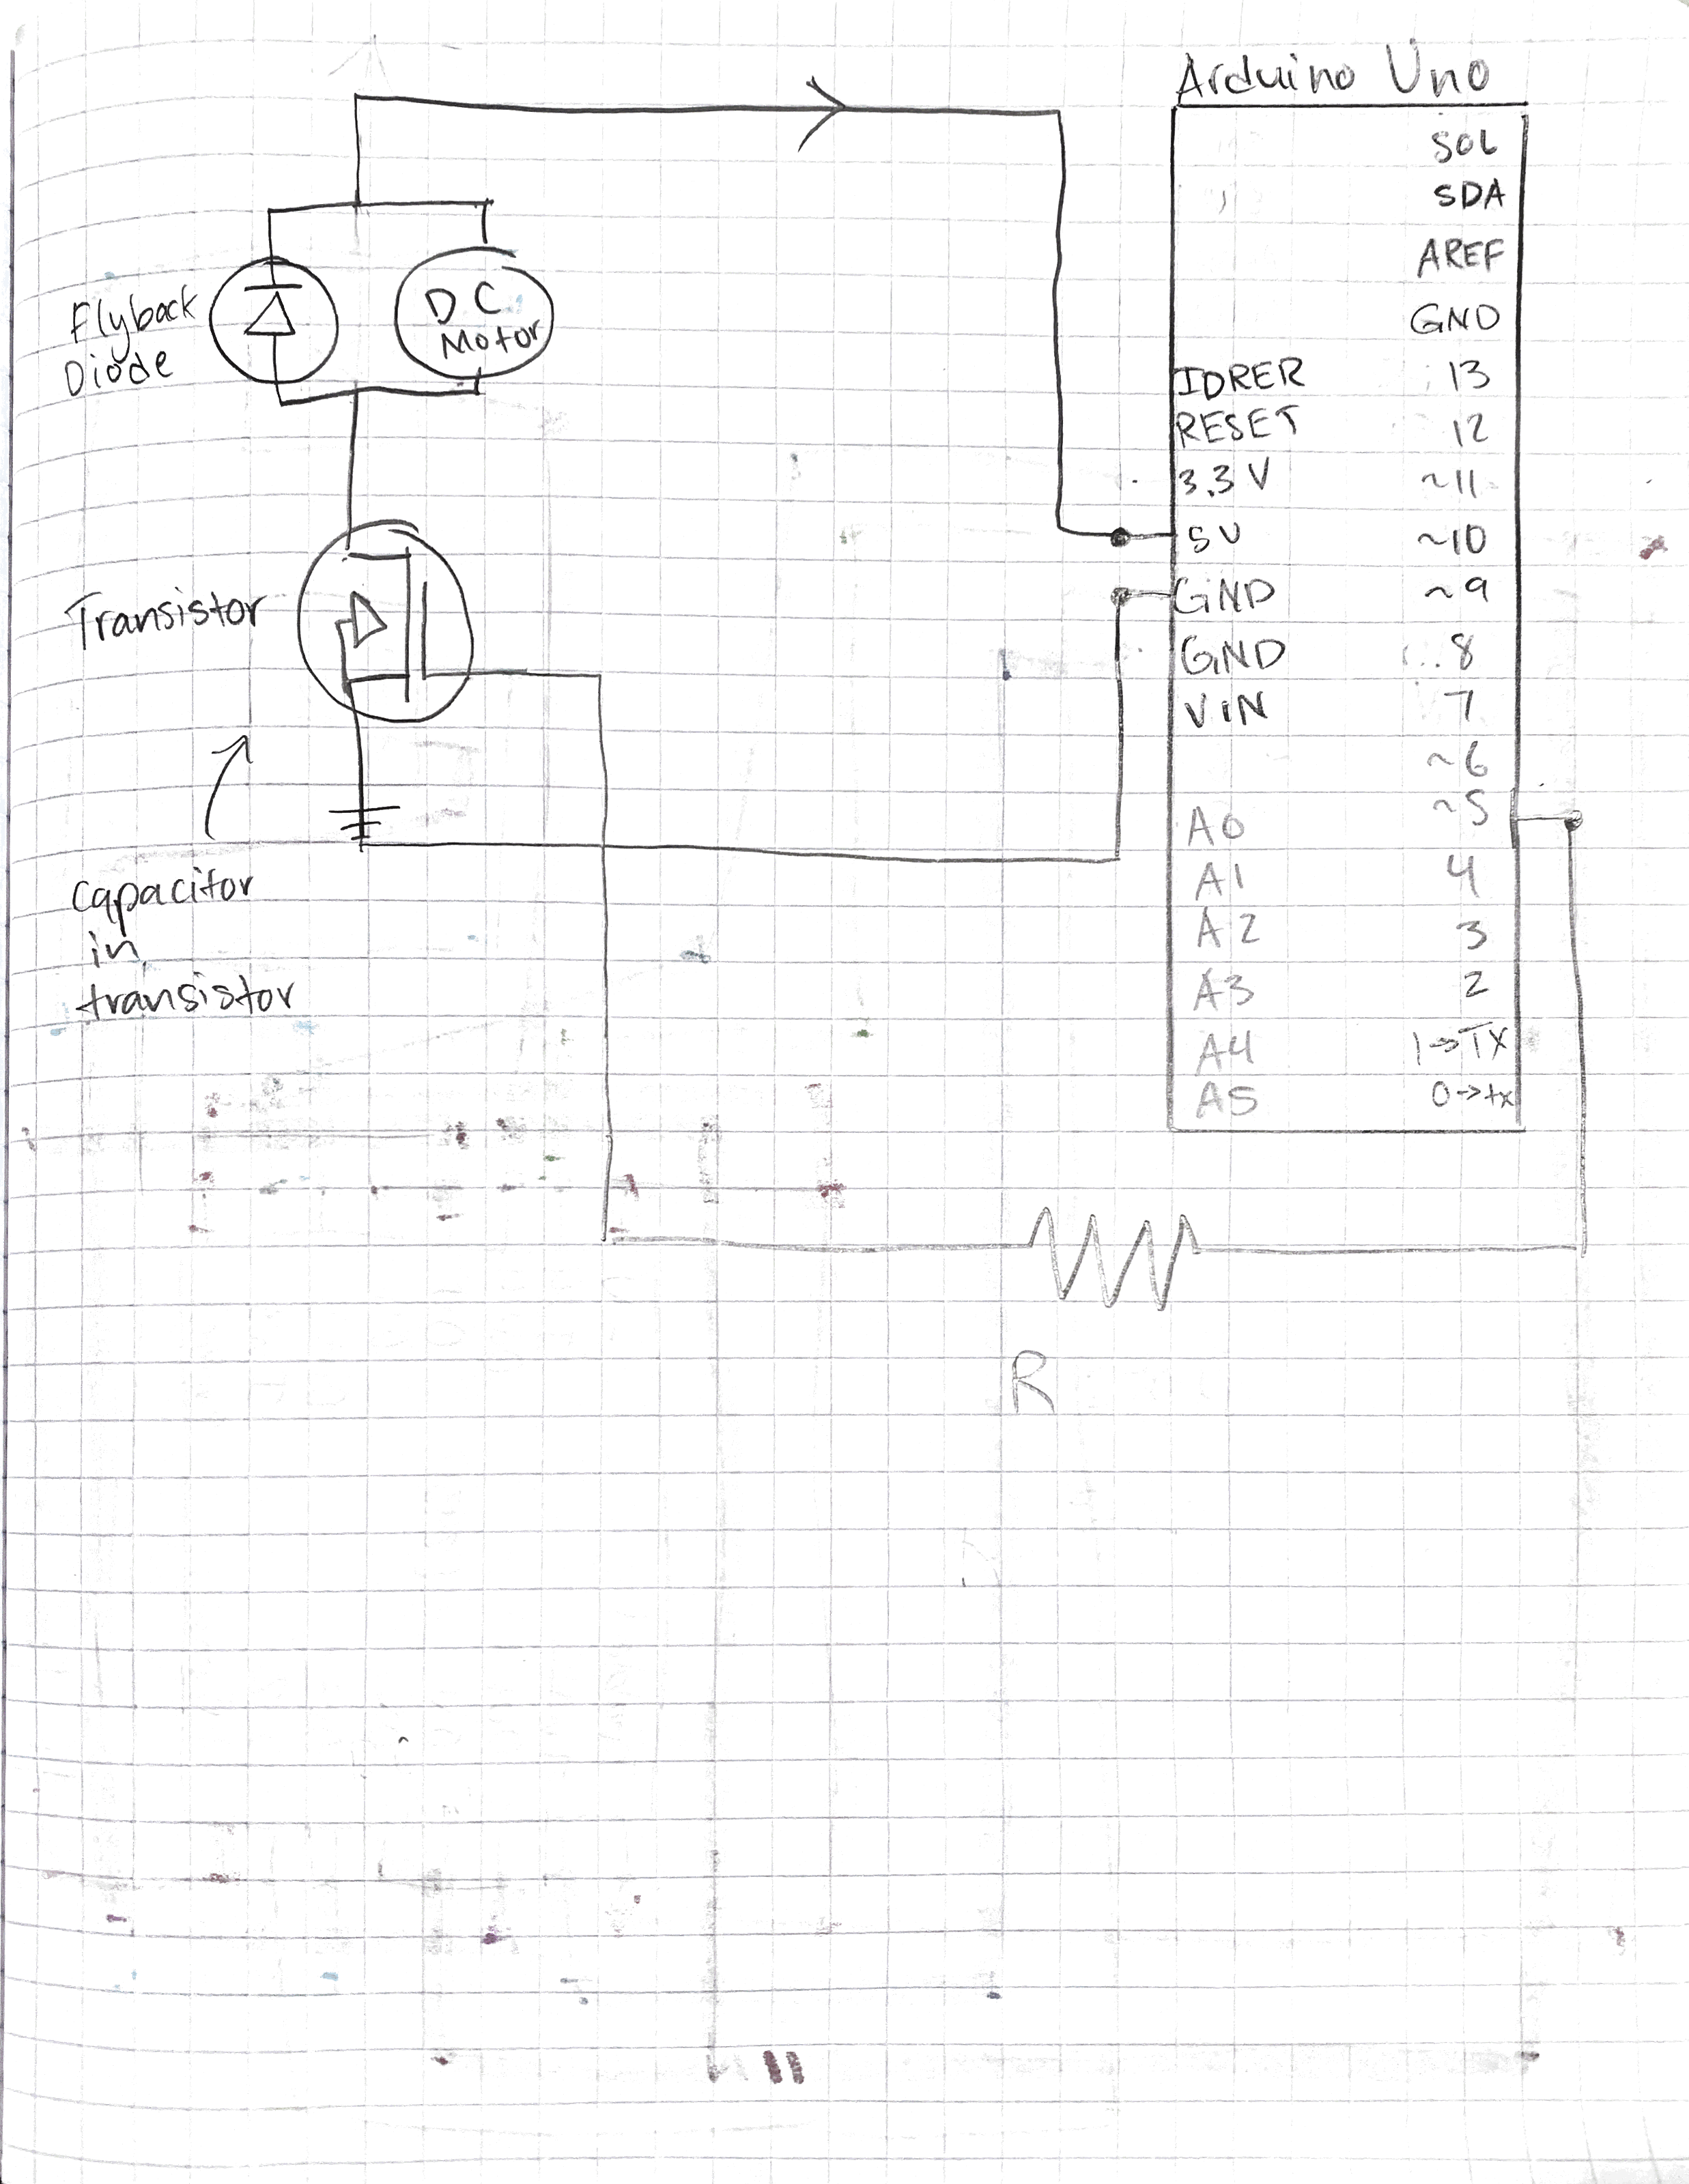 Arduino Uno
SCL
SDA
AREF
GND
IDRER 13
RESET 12
3.3 V ~11
5V ~10
GND ~9
GND 8
VIN 7
~6
~5
A0
A1 4
A2 3
A3 2
A4 1→TX
A5 0→tx
Flyback
Diode
DC
Motor
Transistor
Capacitor
in
transistor
R